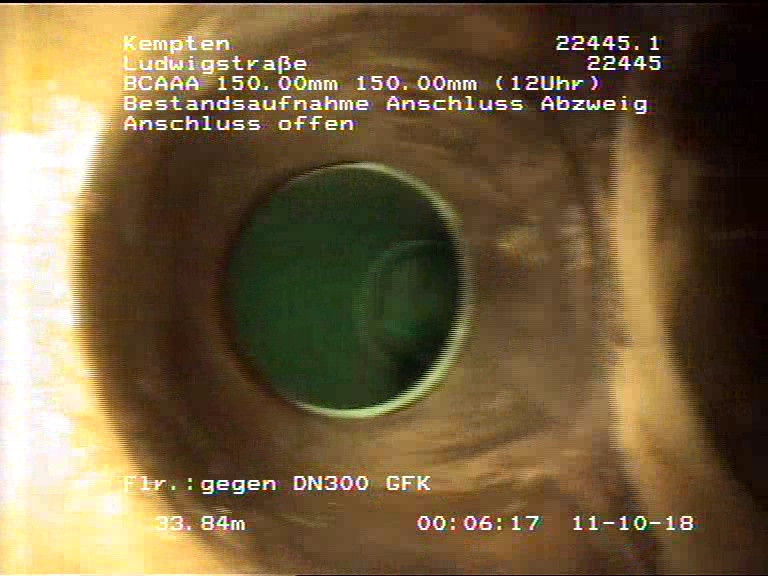 Kempten 22445.1
Ludwigstraße 22445
BCAAA 150.00mm 150.00mm (12Uhr)
Bestandsaufnahme Anschluss Abzweig
Anschluss offen
Flr.:gegen DN300 GFK
33.84m 00:06:17 11-10-18